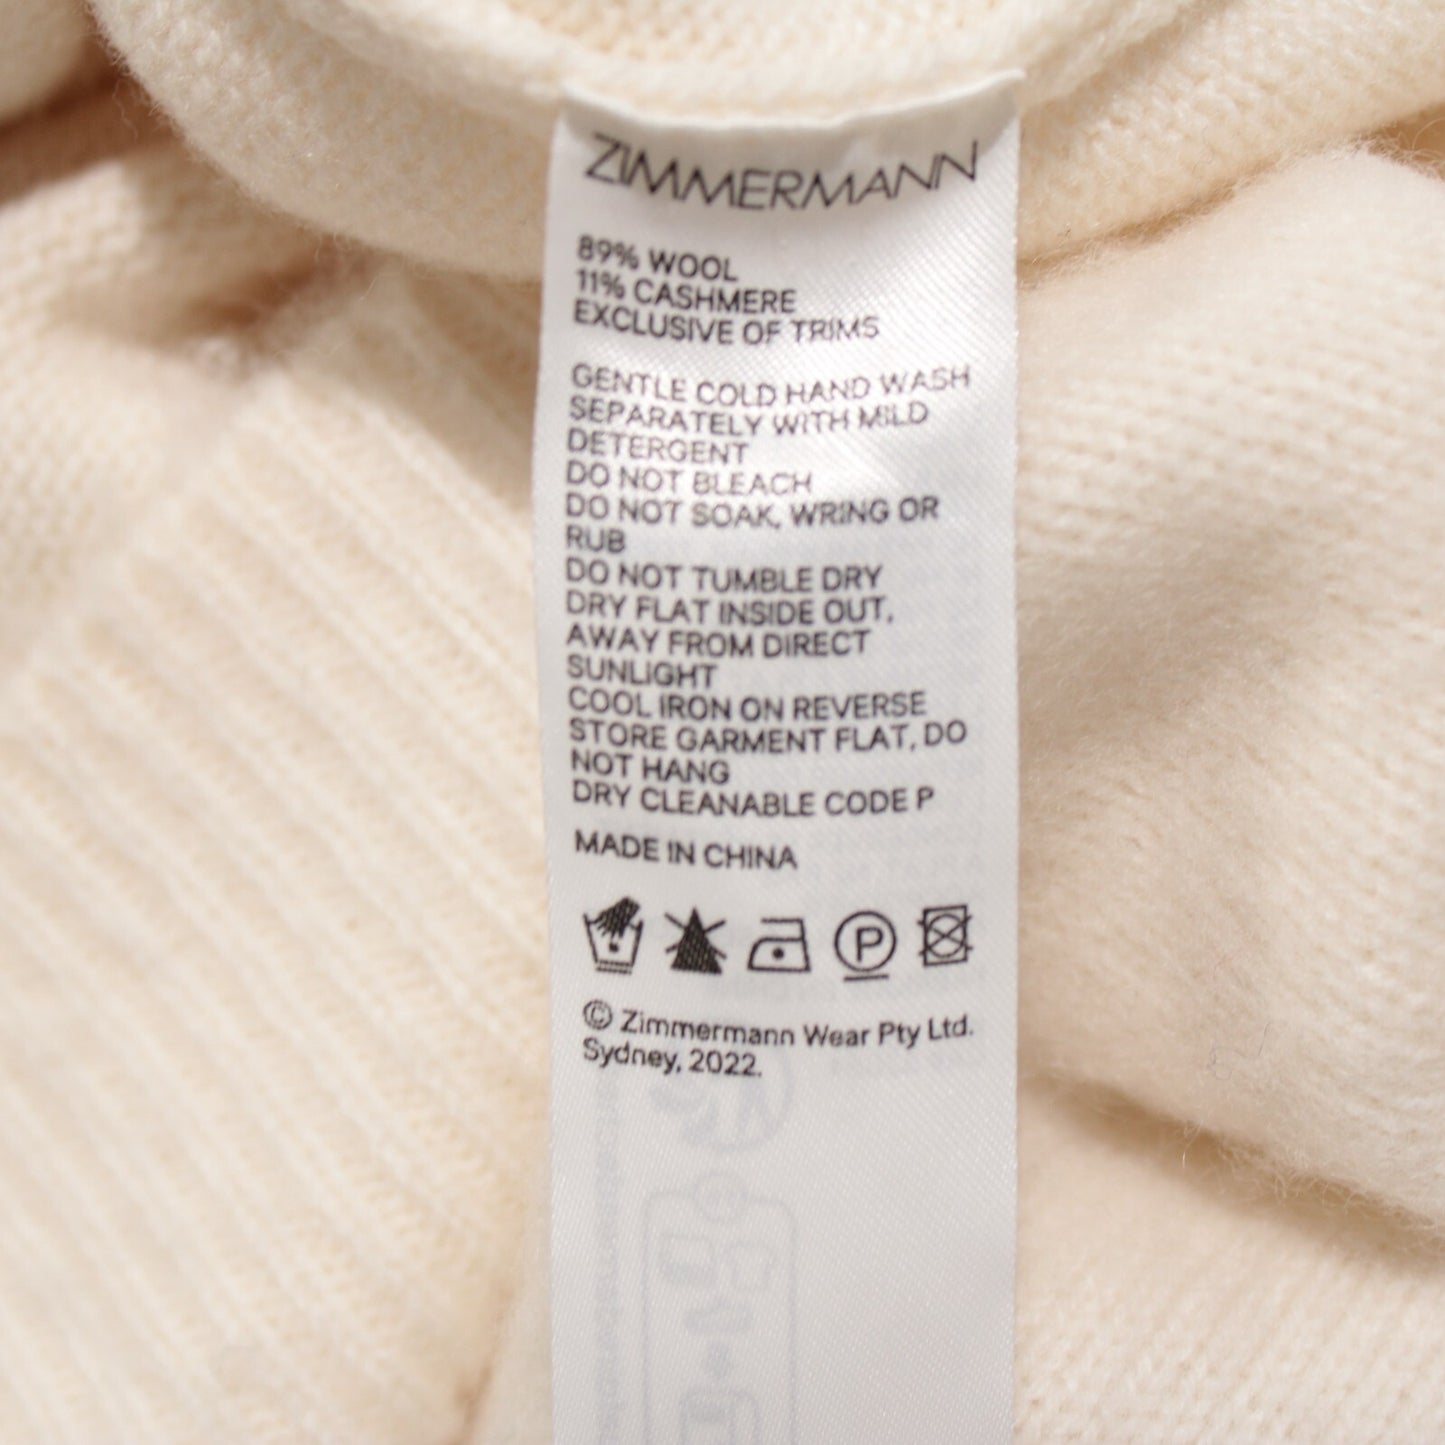 ZIMMERMANN
89% WOOL
11% CASHMERE
EXCLUSIVE OF TRIMS
GENTLE COLD HAND WASH
SEPARATELY WITH MILD
DETERGENT
DO NOT BLEACH
DO NOT SOAK, WRING OR
RUB
DO NOT TUMBLE DRY
DRY FLAT INSIDE OUT,
AWAY FROM DIRECT
SUNLIGHT
COOL IRON ON REVERSE
STORE GARMENT FLAT, DO
NOT HANG
DRY CLEANABLE CODE P
MADE IN CHINA
P
© Zimmermann Wear Pty Ltd.
Sydney, 2022.